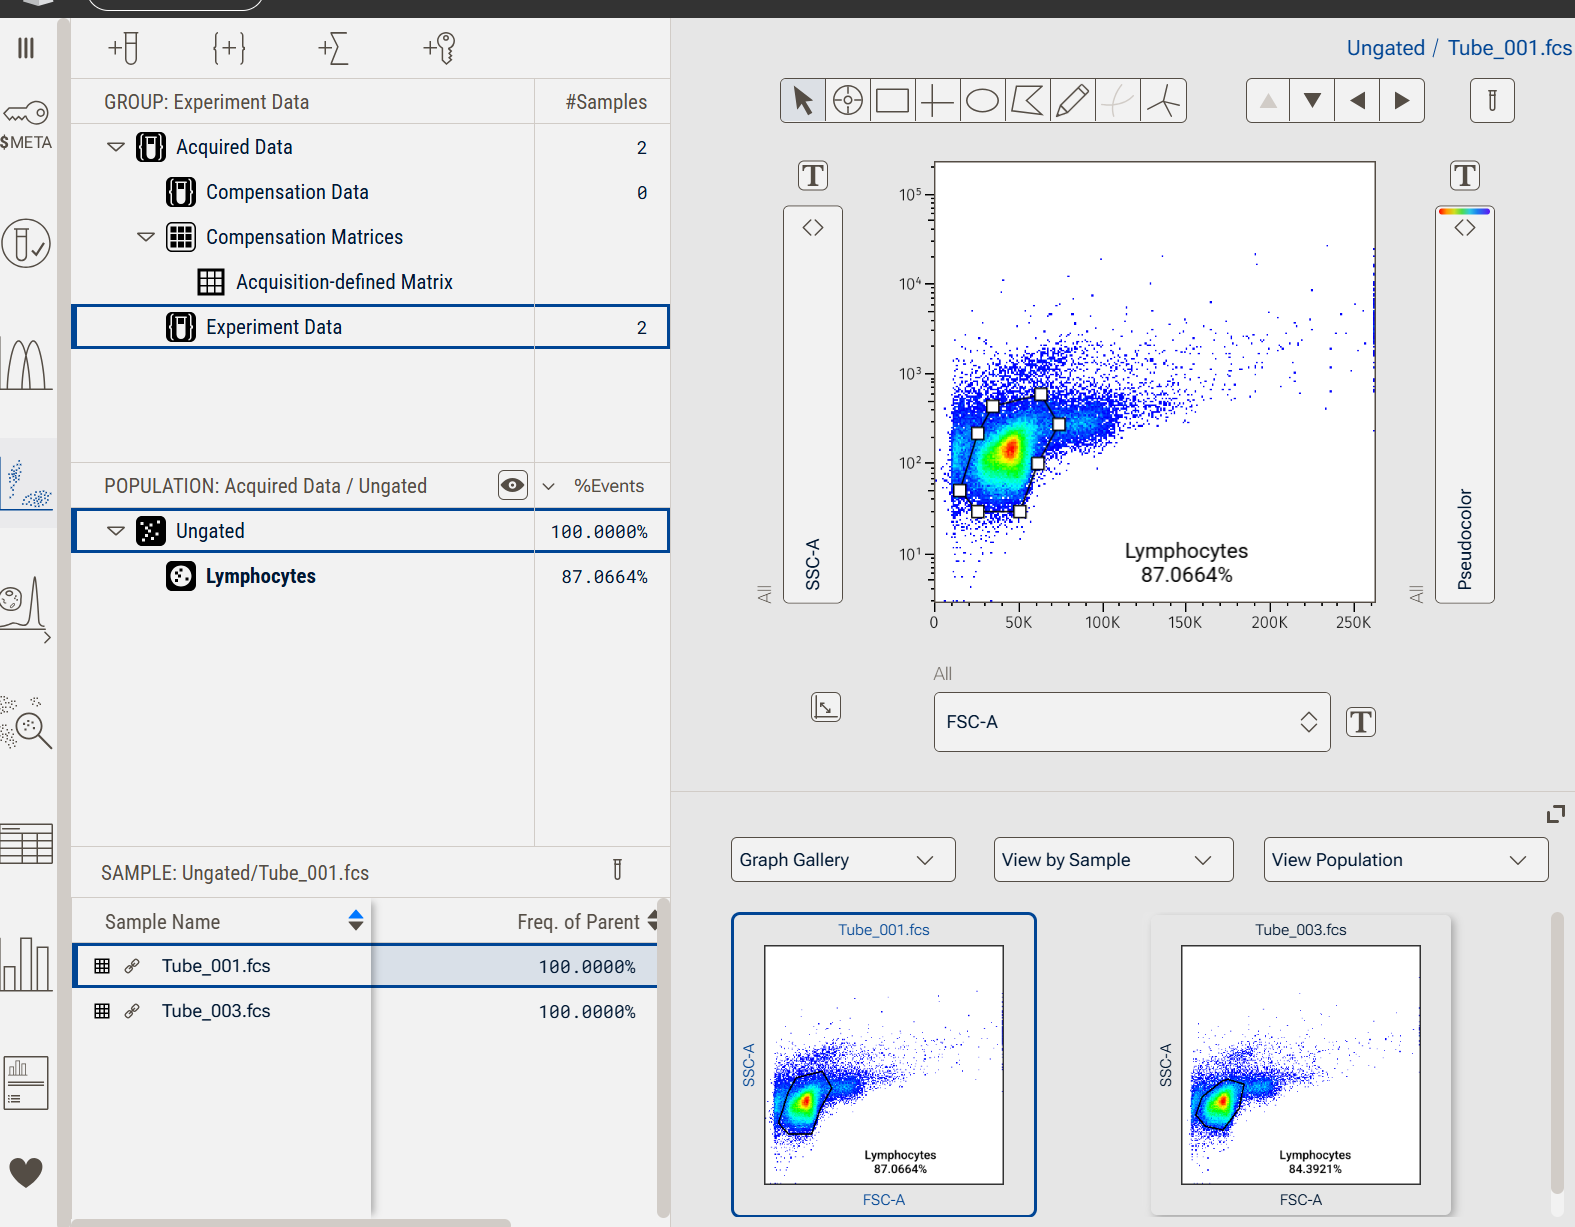 Ungated / Tube_001.fcs
$META
GROUP: Experiment Data #Samples
Acquired Data 2
Compensation Data 0
Compensation Matrices
Acquisition-defined Matrix
Experiment Data 2
POPULATION: Acquired Data / Ungated %Events
Ungated 100.0000%
Lymphocytes 87.0664%
SAMPLE: Ungated/Tube_001.fcs
Sample Name Freq. of Parent
Tube_001.fcs 100.0000%
Tube_003.fcs 100.0000%
T
All
SSC-A
10⁵
10⁴
10³
10²
10¹
0 50K 100K 150K 200K 250K
Lymphocytes
87.0664%
T
All
Pseudocolor
All
FSC-A
T
Graph Gallery View by Sample View Population
Tube_001.fcs
SSC-A
Lymphocytes
87.0664%
FSC-A
Tube_003.fcs
SSC-A
Lymphocytes
84.3921%
FSC-A